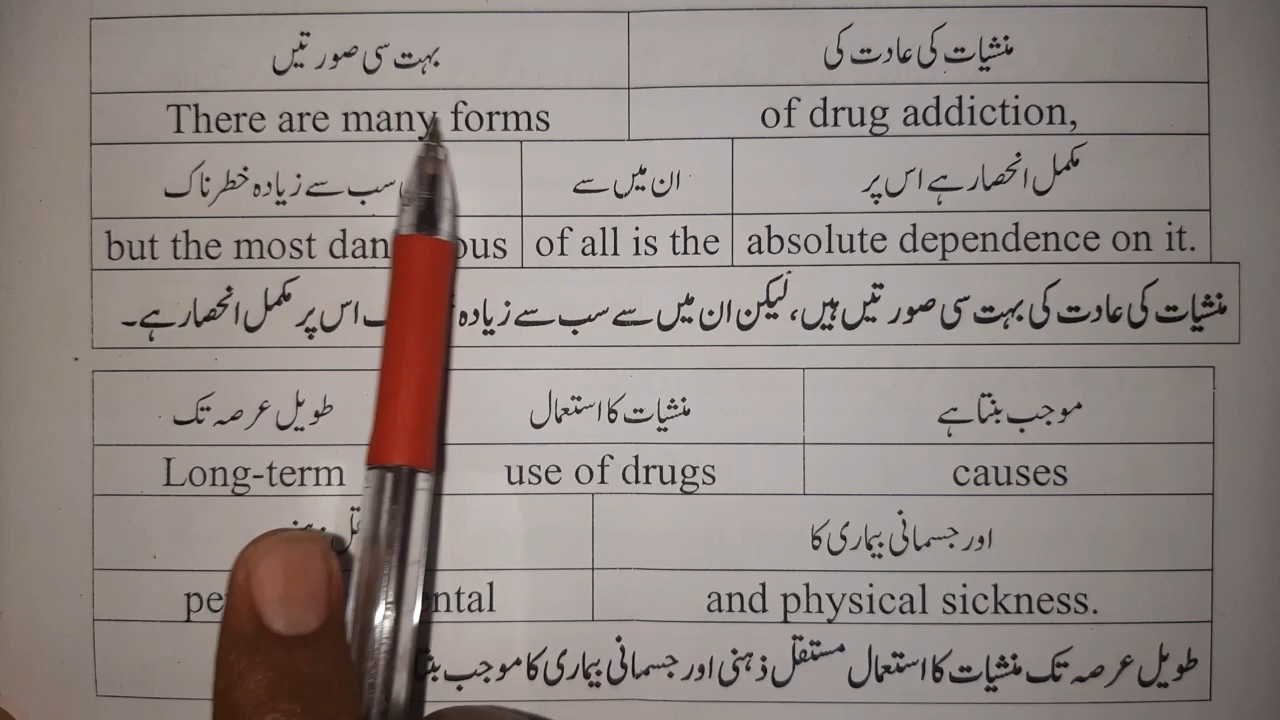 بہت سی صورتیں منشیات کی عادت کی
There are many forms of drug addiction,
سب سے زیادہ خطرناک ان میں سے مکمل انحصار ہے اس پر
but the most of all is the absolute dependence on it.
منشیات کی عادت کی بہت سی صورتیں ہیں، لیکن ان میں سے سب سے زیادہ اس پر مکمل انحصار ہے۔
طویل عرصہ تک منشیات کا استعمال موجب بنتا ہے
Long-term use of drugs causes
اور جسمانی بیماری کا
and physical sickness.
طویل عرصہ تک منشیات کا استعمال مستقل ذہنی اور جسمانی بیماری کا موجب